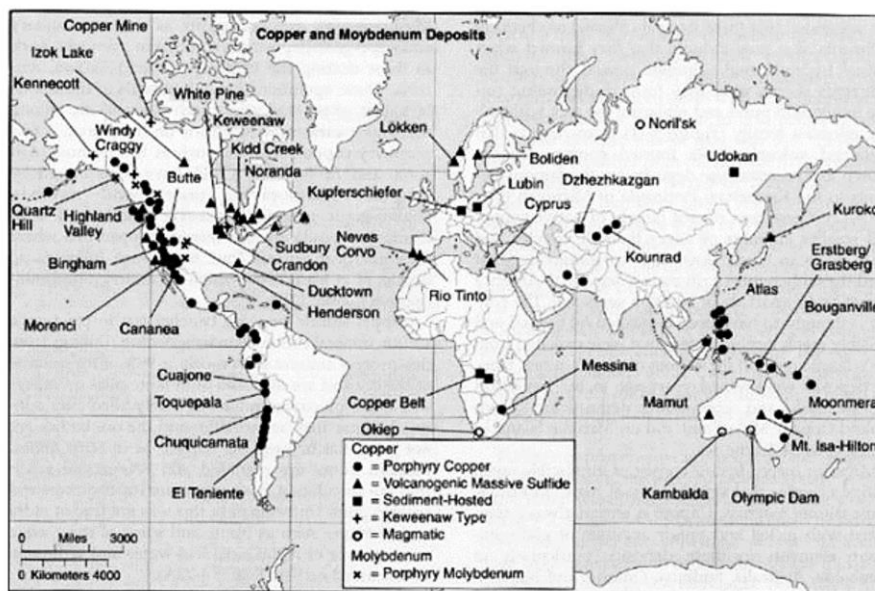 Copper Mine
Copper and Moybdenum Deposits
Izok Lake
Kennecott
White Pine
Keweenaw
Windy
Craggy
Kidd Creek
Butte
Noranda
Lokken
Boliden
Noril'sk
Udokan
Lubin
Dzhezhkazgan
Kupferschiefer
Cyprus
Quartz
Hill
Highland
Valley
Sudbury
Crandon
Neves
Corvo
Kuroko
Kounrad
Erstberg/
Grasberg
Bingham
Ducktown
Rio Tinto
Atlas
Henderson
Bouganville
Morenci
Cananea
Messina
Cuajong
Toquepala
Copper Belt
Mamut
Moonmera
Chuquicamata
Okiep
Mt. Isa-Hilton
El Teniente
Kambalda
Olympic Dam
Copper
= Porphyry Copper
= Volcanogenic Massive Sulfide
= Sediment-Hosted
= Keweenaw Type
= Magmatic
Molybdenum
= Porphyry Molybdenum
0 Miles 3000
0 Kilometers 4000